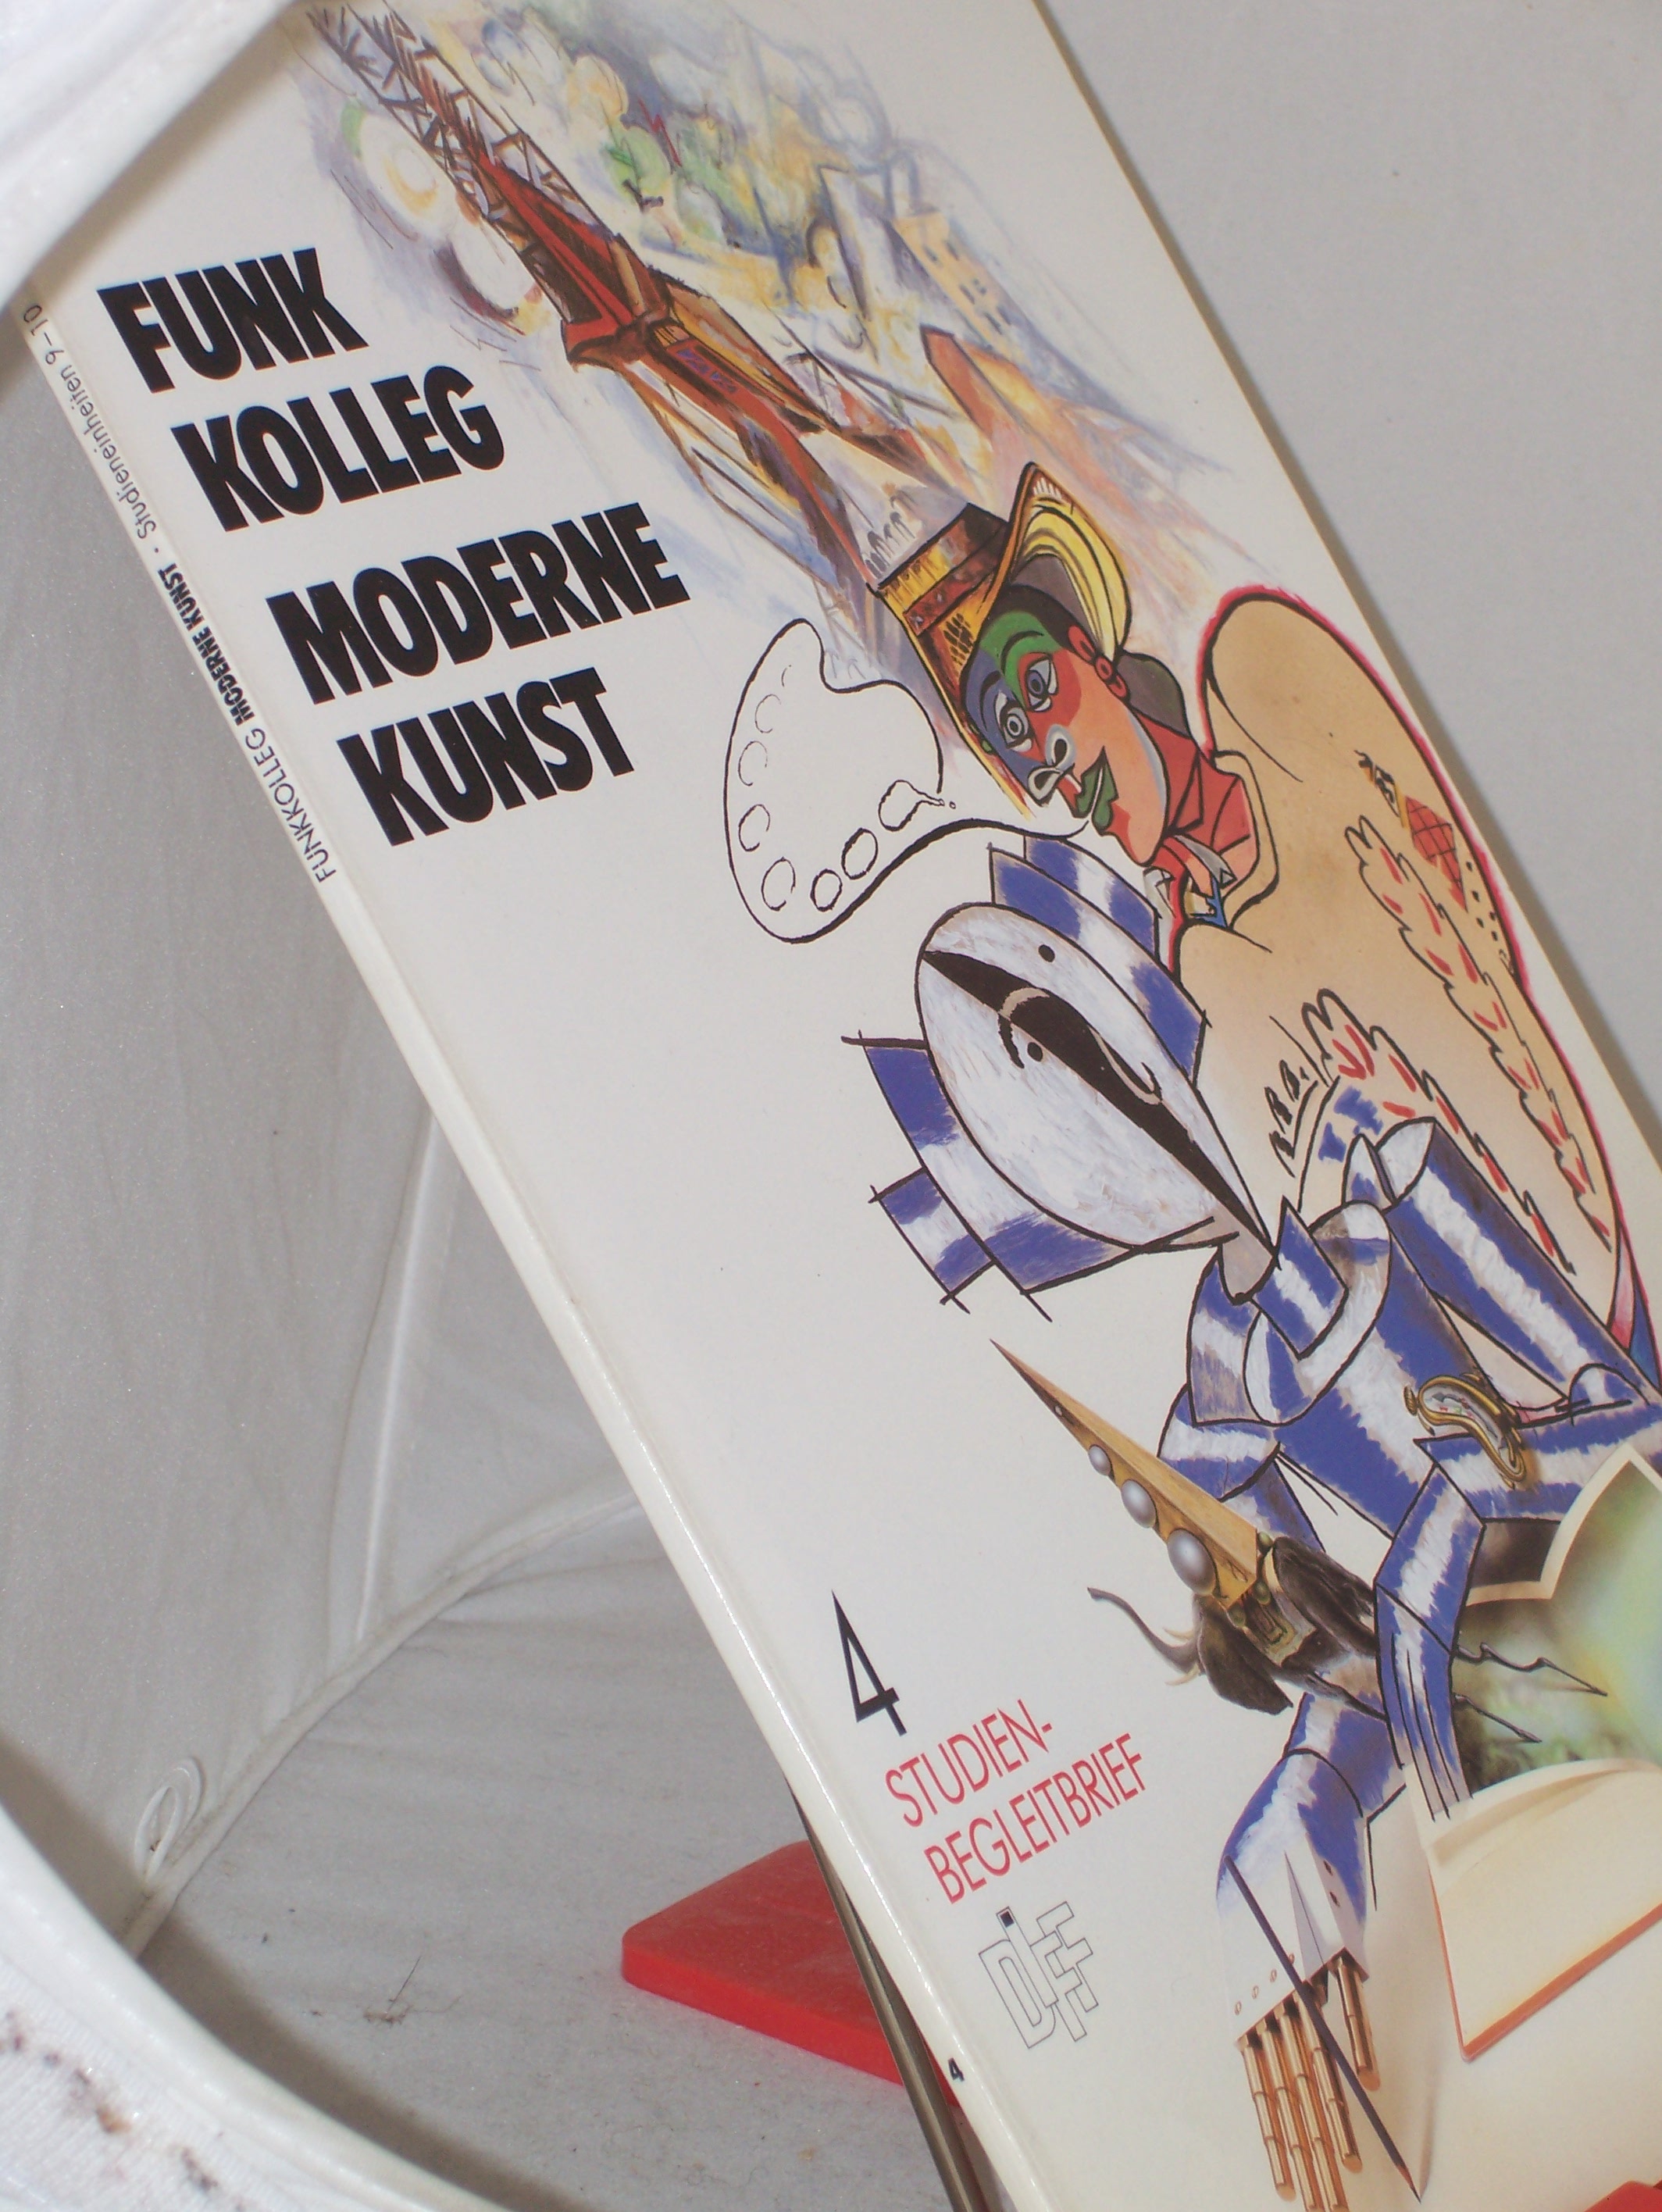 FUNK
KOLLEG
MODERNE
KUNST
FUNKKOLLEG MODERNE KUNST · Studieneinheiten 9–10
4
STUDIEN-
BEGLEITBRIEF
DIFF
4